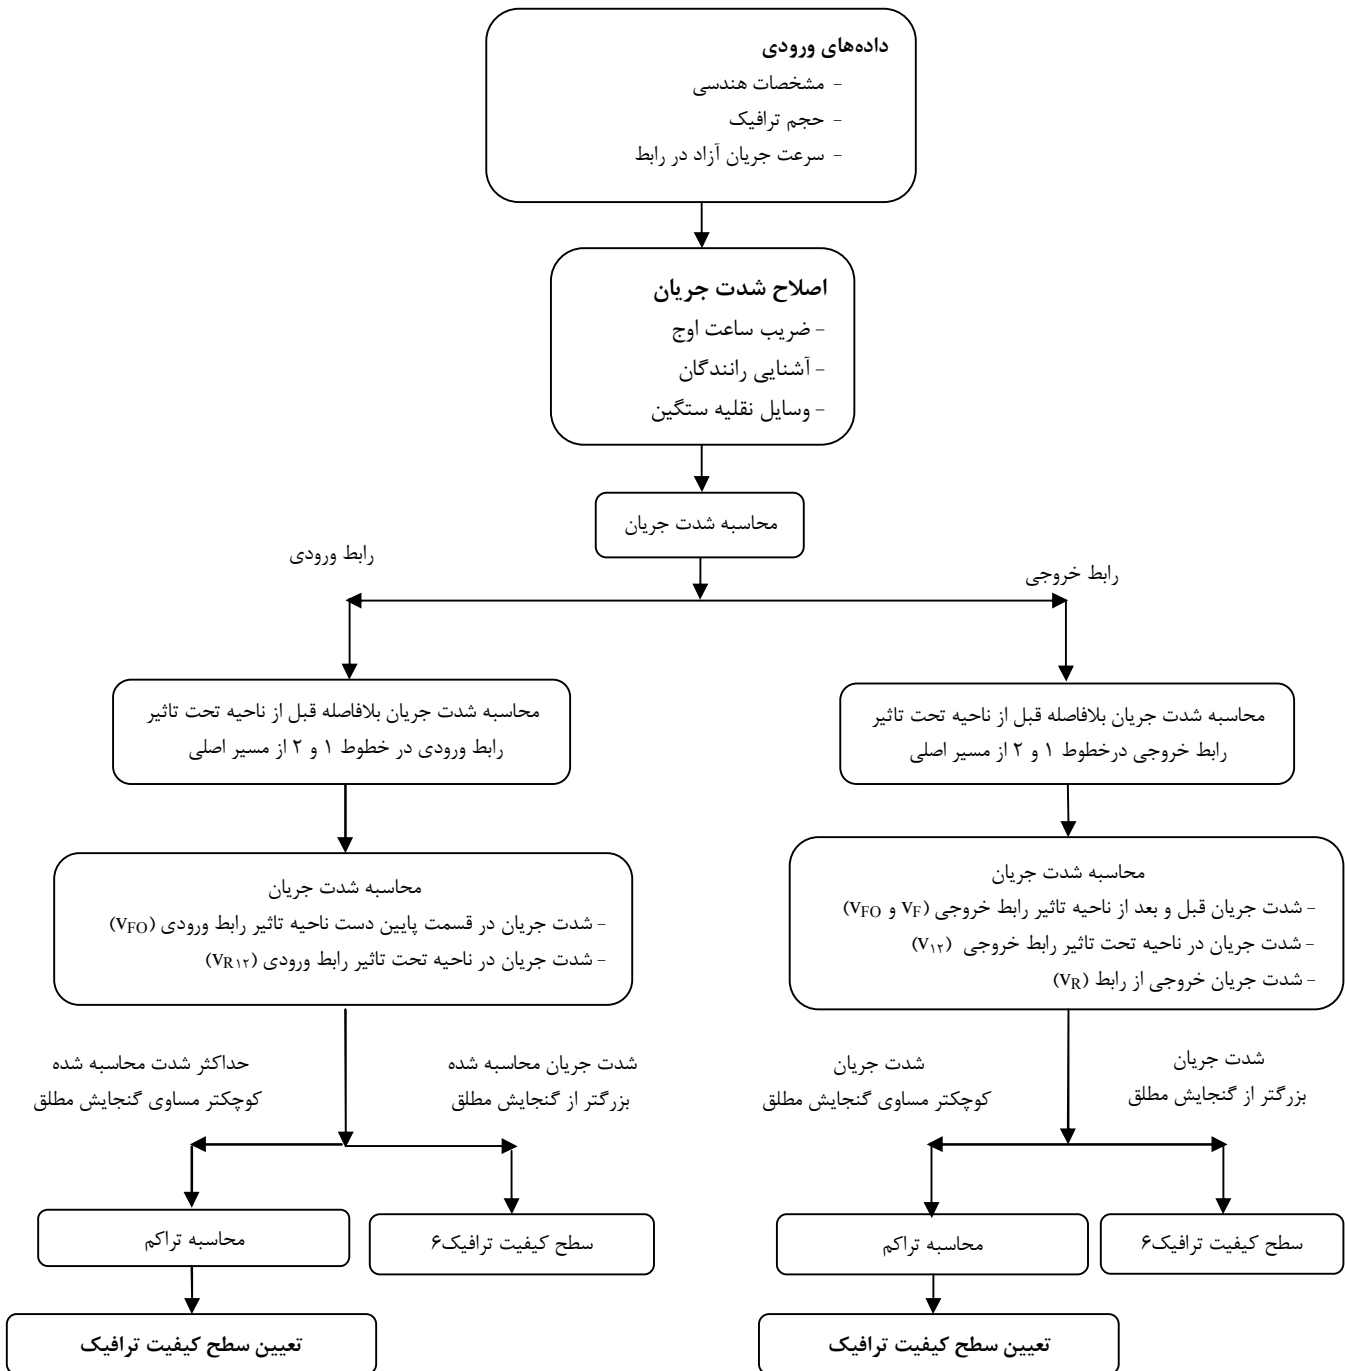 داده‌های ورودی
- مشخصات هندسی
- حجم ترافیک
- سرعت جریان آزاد در رابط
اصلاح شدت جریان
- ضریب ساعت اوج
- آشنایی رانندگان
- وسایل نقلیه ستگین
محاسبه شدت جریان
رابط خروجی
رابط ورودی
محاسبه شدت جریان بلافاصله قبل از ناحیه تحت تاثیر
رابط خروجی درخطوط ۱ و ۲ از مسیر اصلی
محاسبه شدت جریان
- شدت جریان قبل و بعد از ناحیه تاثیر رابط خروجی (VF و VFO)
- شدت جریان در ناحیه تحت تاثیر رابط خروجی (V۱۲)
- شدت جریان خروجی از رابط (VR)
شدت جریان
بزرگتر از گنجایش مطلق
شدت جریان
کوچکتر مساوی گنجایش مطلق
سطح کیفیت ترافیک۶
محاسبه تراکم
تعیین سطح کیفیت ترافیک
محاسبه شدت جریان بلافاصله قبل از ناحیه تحت تاثیر
رابط ورودی در خطوط ۱ و ۲ از مسیر اصلی
محاسبه شدت جریان
- شدت جریان در قسمت پایین دست ناحیه تاثیر رابط ورودی (VFO)
- شدت جریان در ناحیه تحت تاثیر رابط ورودی (VR۱۲)
شدت جریان محاسبه شده
بزرگتر از گنجایش مطلق
حداکثر شدت محاسبه شده
کوچکتر مساوی گنجایش مطلق
سطح کیفیت ترافیک۶
محاسبه تراکم
تعیین سطح کیفیت ترافیک